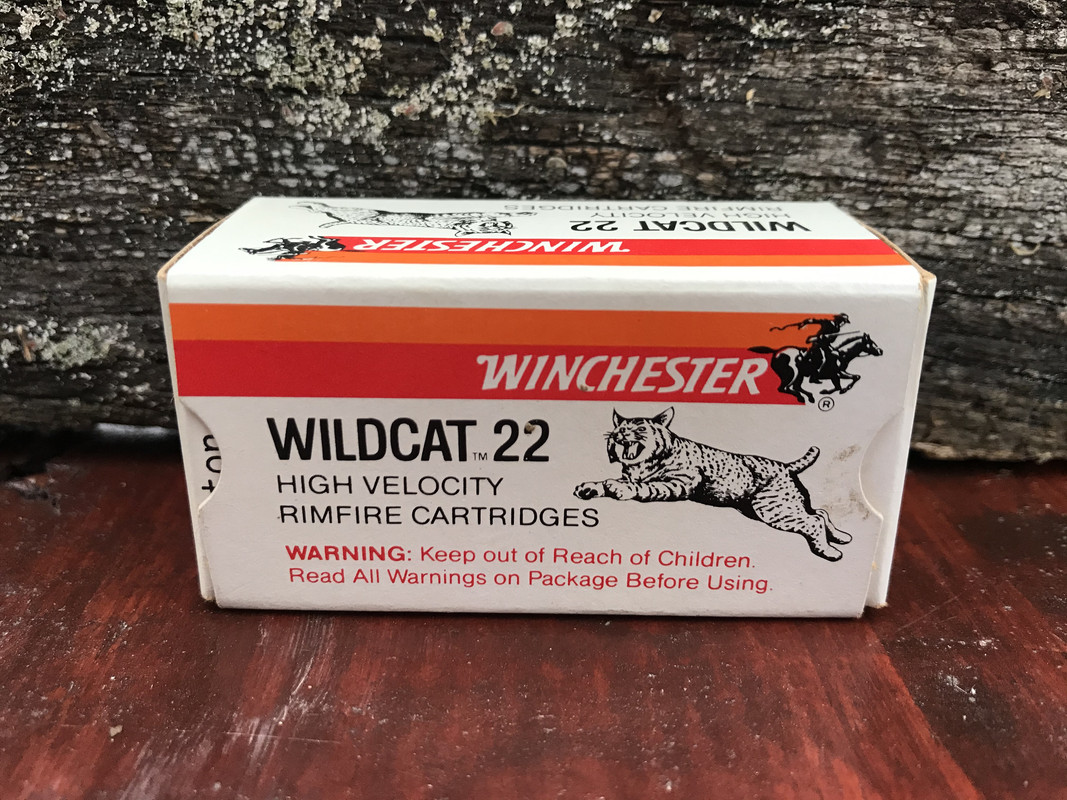 WILDCAT 22
HIGH VELOCITY
RIMFIRE CARTRIDGES
WINCHESTER
WINCHESTER
®
WILDCAT™ 22
HIGH VELOCITY
RIMFIRE CARTRIDGES
WARNING: Keep out of Reach of Children.
Read All Warnings on Package Before Using.